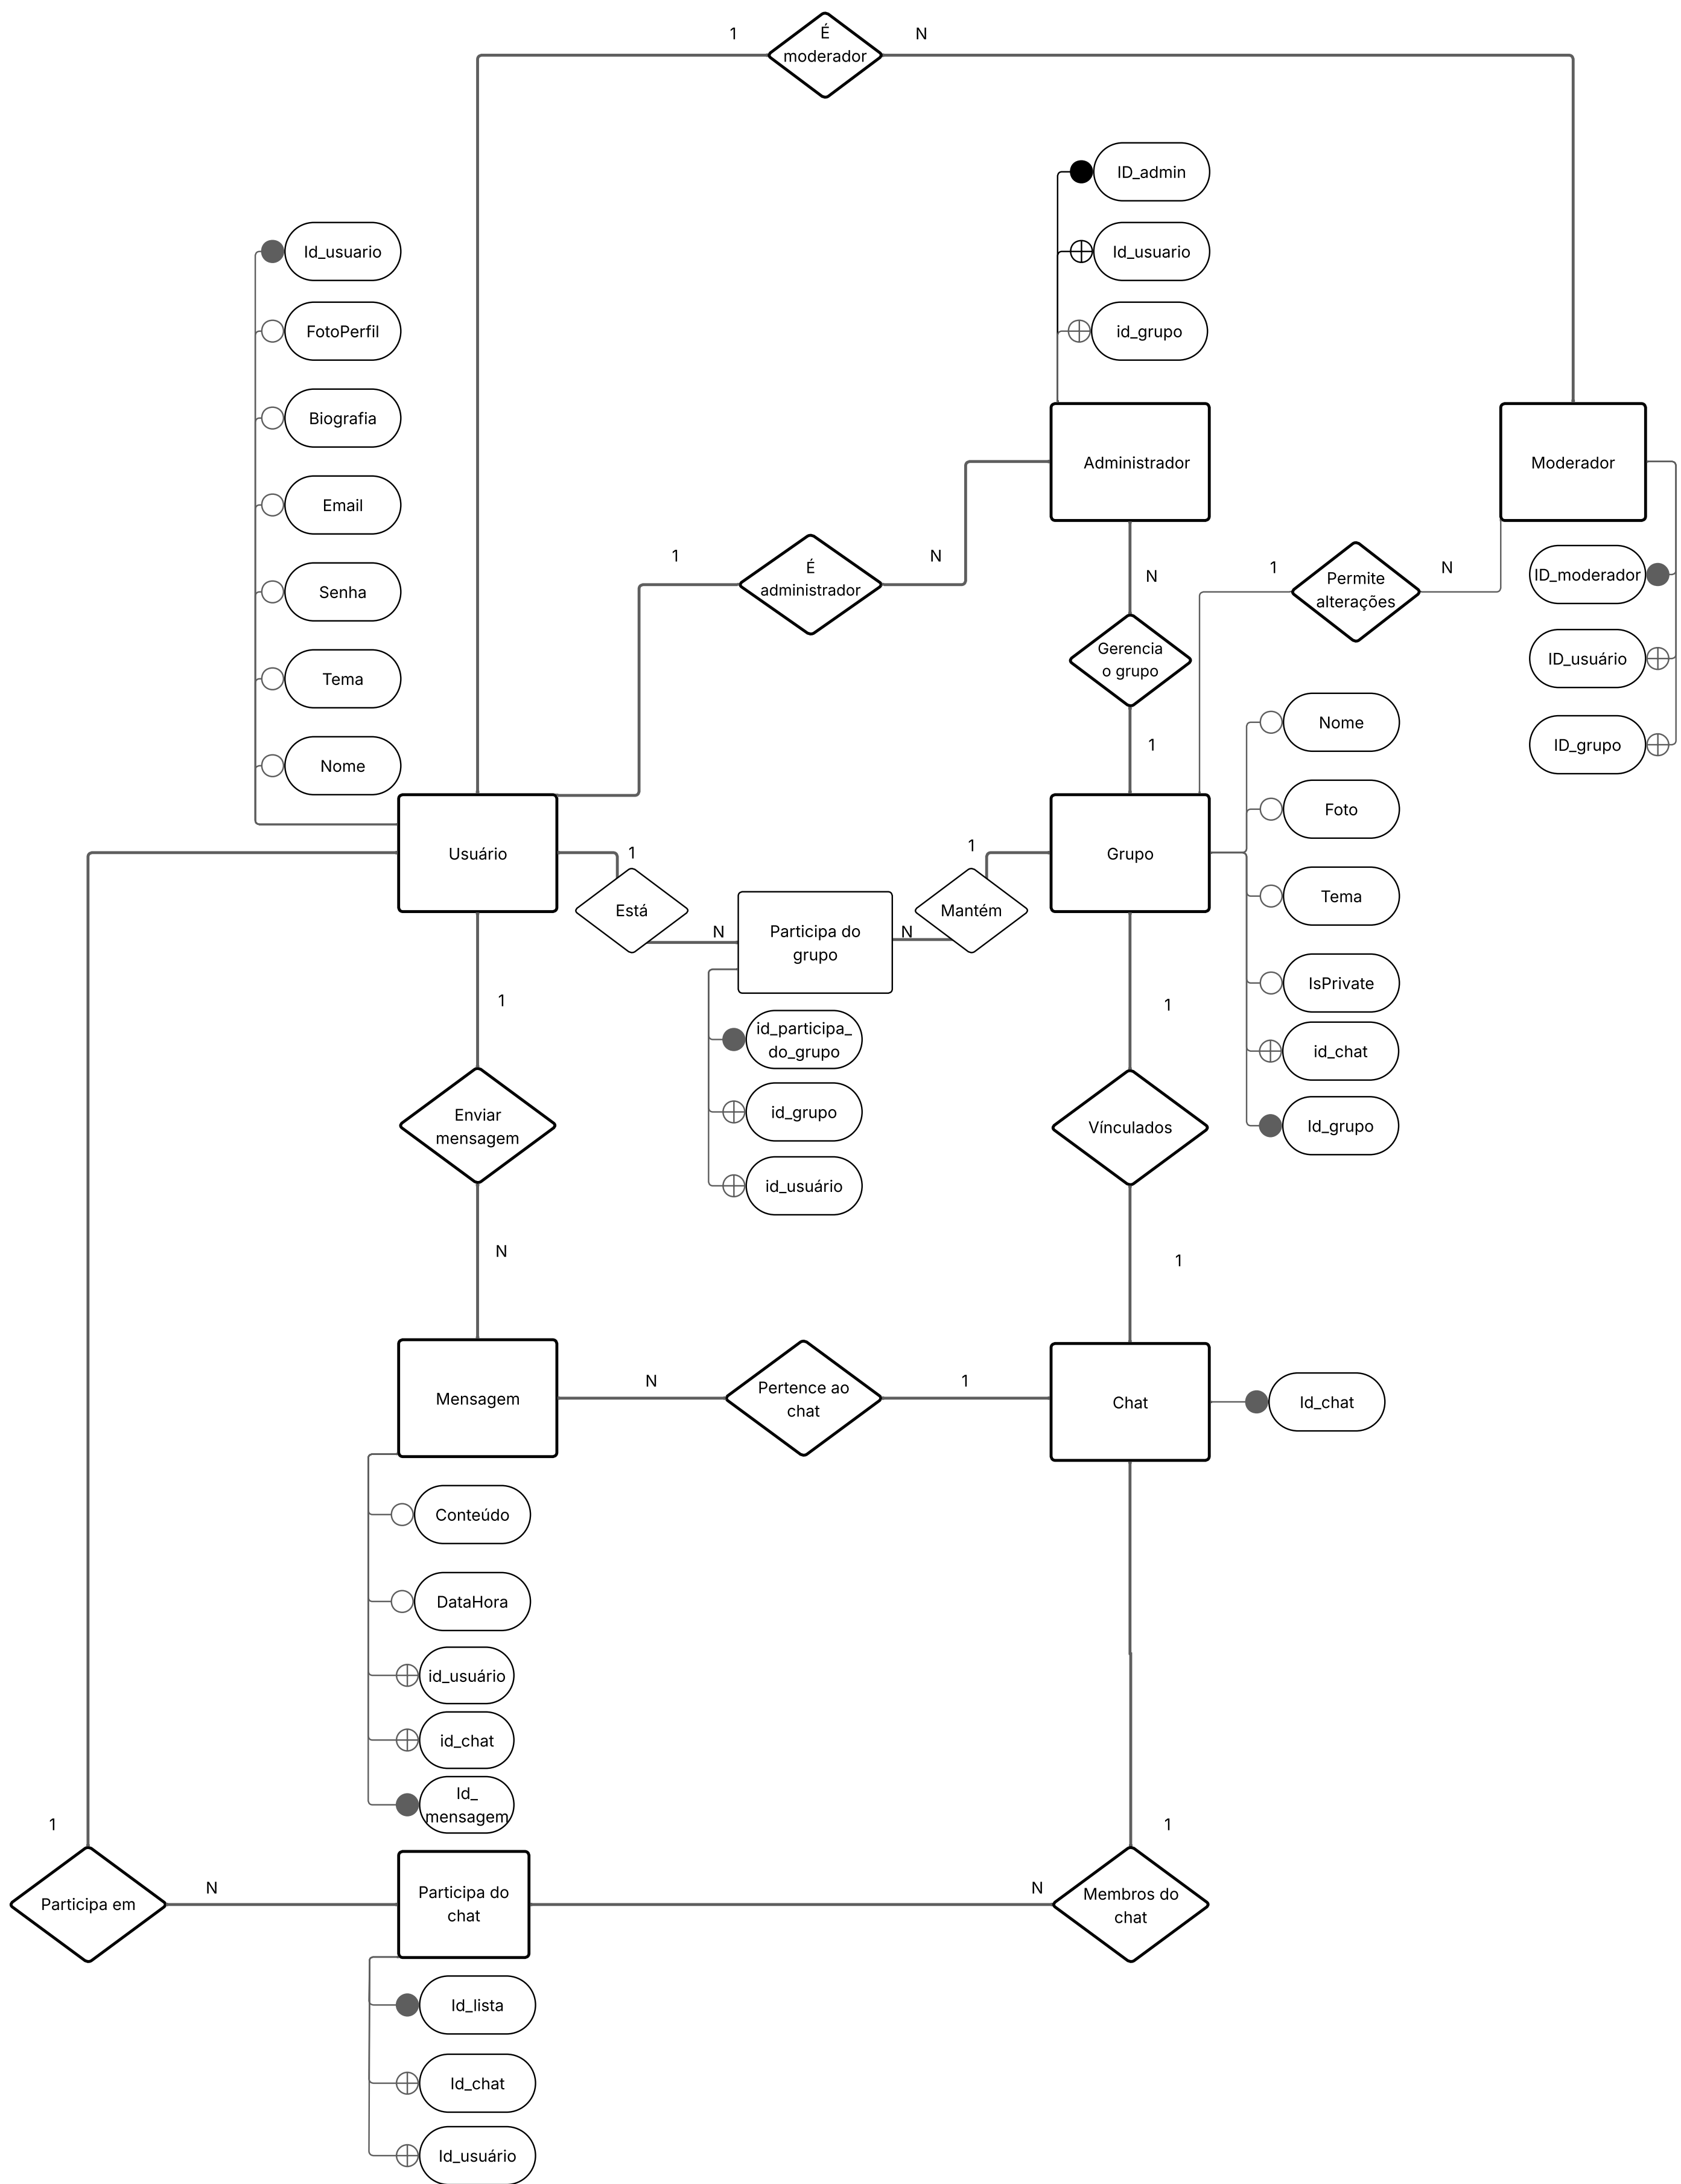 1
É
moderador
N
ID_admin
Id_usuario
id_grupo
Id_usuario
FotoPerfil
Biografia
Email
Senha
Tema
Nome
Administrador
Moderador
1
É
administrador
N
N
Gerencia
o grupo
1
1
Permite
alterações
N
ID_moderador
ID_usuário
ID_grupo
Usuário
1
Está
N
Participa do
grupo
N
1
Mantém
Grupo
Nome
Foto
Tema
IsPrivate
id_chat
Id_grupo
id_participa_
do_grupo
id_grupo
id_usuário
1
Enviar
mensagem
N
1
Vínculados
1
Mensagem
N
Pertence ao
chat
1
Chat
Id_chat
Conteúdo
DataHora
id_usuário
id_chat
Id_
mensagem
1
Participa em
N
Participa do
chat
N
1
Membros do
chat
Id_lista
Id_chat
Id_usuário